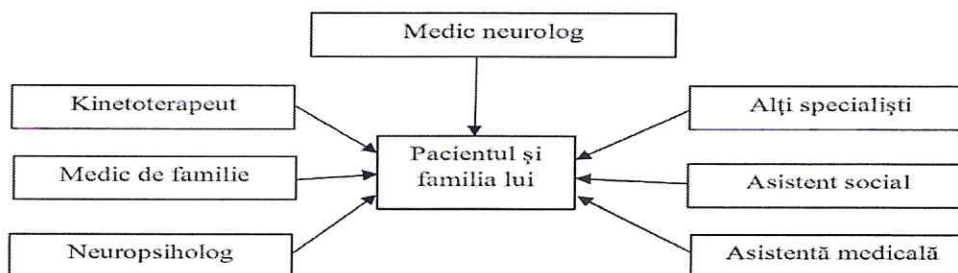 Medic neurolog
Kinetoterapeut
Alţi specialişti
Pacientul şi
familia lui
Medic de familie
Asistent social
Neuropsiholog
Asistentă medicală